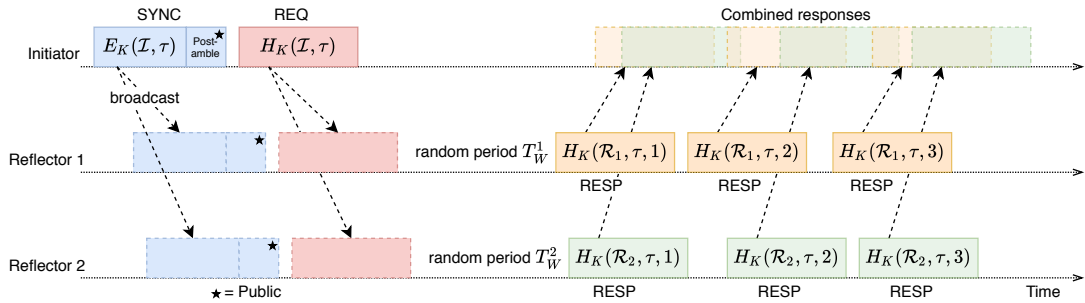 SYNC REQ Combined responses
Initiator E_K(𝓘, τ) Post-amble ★ H_K(𝓘, τ)
broadcast
★
Reflector 1 random period T_W^1 H_K(𝓡_1, τ, 1) H_K(𝓡_1, τ, 2) H_K(𝓡_1, τ, 3)
RESP RESP RESP
★
Reflector 2 random period T_W^2 H_K(𝓡_2, τ, 1) H_K(𝓡_2, τ, 2) H_K(𝓡_2, τ, 3)
★ = Public RESP RESP RESP Time